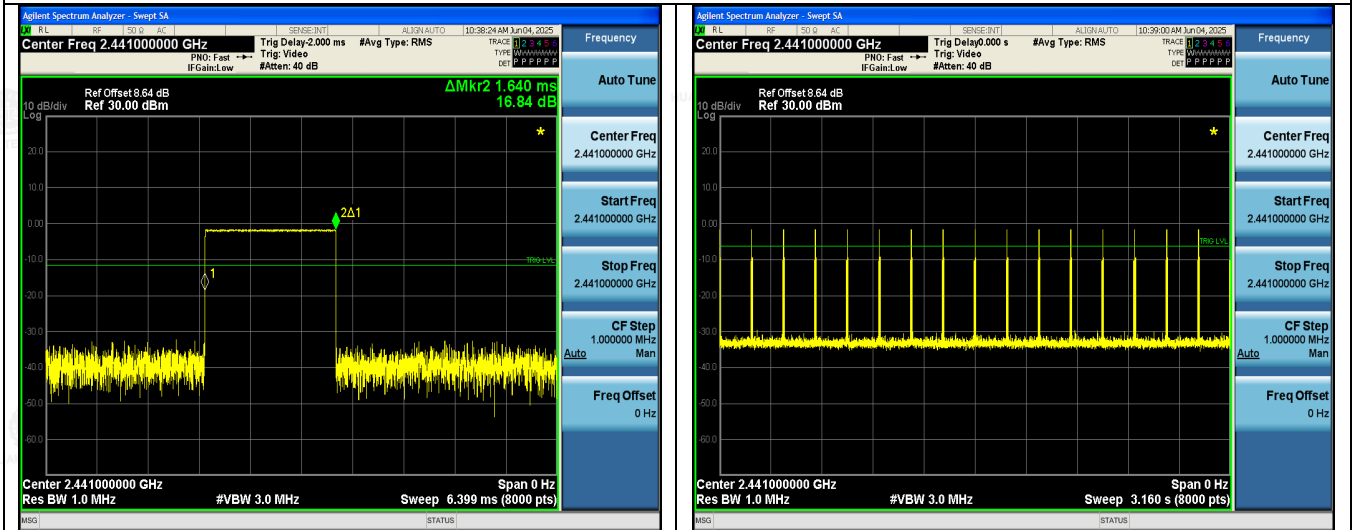 Agilent Spectrum Analyzer - Swept SA
RL RF 50 Ω AC SENSE:INT ALIGN AUTO 10:38:24 AM Jun 04, 2025
Center Freq 2.441000000 GHz
Trig Delay-2.000 ms #Avg Type: RMS
TRACE 1 2 3 4 5 6
PNO: Fast Trig: Video
TYPE
IFGain:Low #Atten: 40 dB
DET P P P P P P
ΔMkr2 1.640 ms
16.84 dB
Ref Offset 8.64 dB
10 dB/div Ref 30.00 dBm
Log
20.0
10.0
0.00
-10.0
-20.0
-30.0
-40.0
-50.0
-60.0
2Δ1
1
TRIG LVL
Center 2.441000000 GHz Span 0 Hz
Res BW 1.0 MHz #VBW 3.0 MHz Sweep 6.399 ms (8000 pts)
MSG STATUS
Frequency
Auto Tune
Center Freq
2.441000000 GHz
Start Freq
2.441000000 GHz
Stop Freq
2.441000000 GHz
CF Step
1.000000 MHz
Auto Man
Freq Offset
0 Hz
Agilent Spectrum Analyzer - Swept SA
RL RF 50 Ω AC SENSE:INT ALIGN AUTO 10:39:00 AM Jun 04, 2025
Center Freq 2.441000000 GHz
Trig Delay0.000 s #Avg Type: RMS
TRACE 1 2 3 4 5 6
PNO: Fast Trig: Video
TYPE
IFGain:Low #Atten: 40 dB
DET P P P P P P
Ref Offset 8.64 dB
10 dB/div Ref 30.00 dBm
Log
20.0
10.0
0.00
-10.0
-20.0
-30.0
-40.0
-50.0
-60.0
TRIG LVL
Center 2.441000000 GHz Span 0 Hz
Res BW 1.0 MHz #VBW 3.0 MHz Sweep 3.160 s (8000 pts)
MSG STATUS
Frequency
Auto Tune
Center Freq
2.441000000 GHz
Start Freq
2.441000000 GHz
Stop Freq
2.441000000 GHz
CF Step
1.000000 MHz
Auto Man
Freq Offset
0 Hz